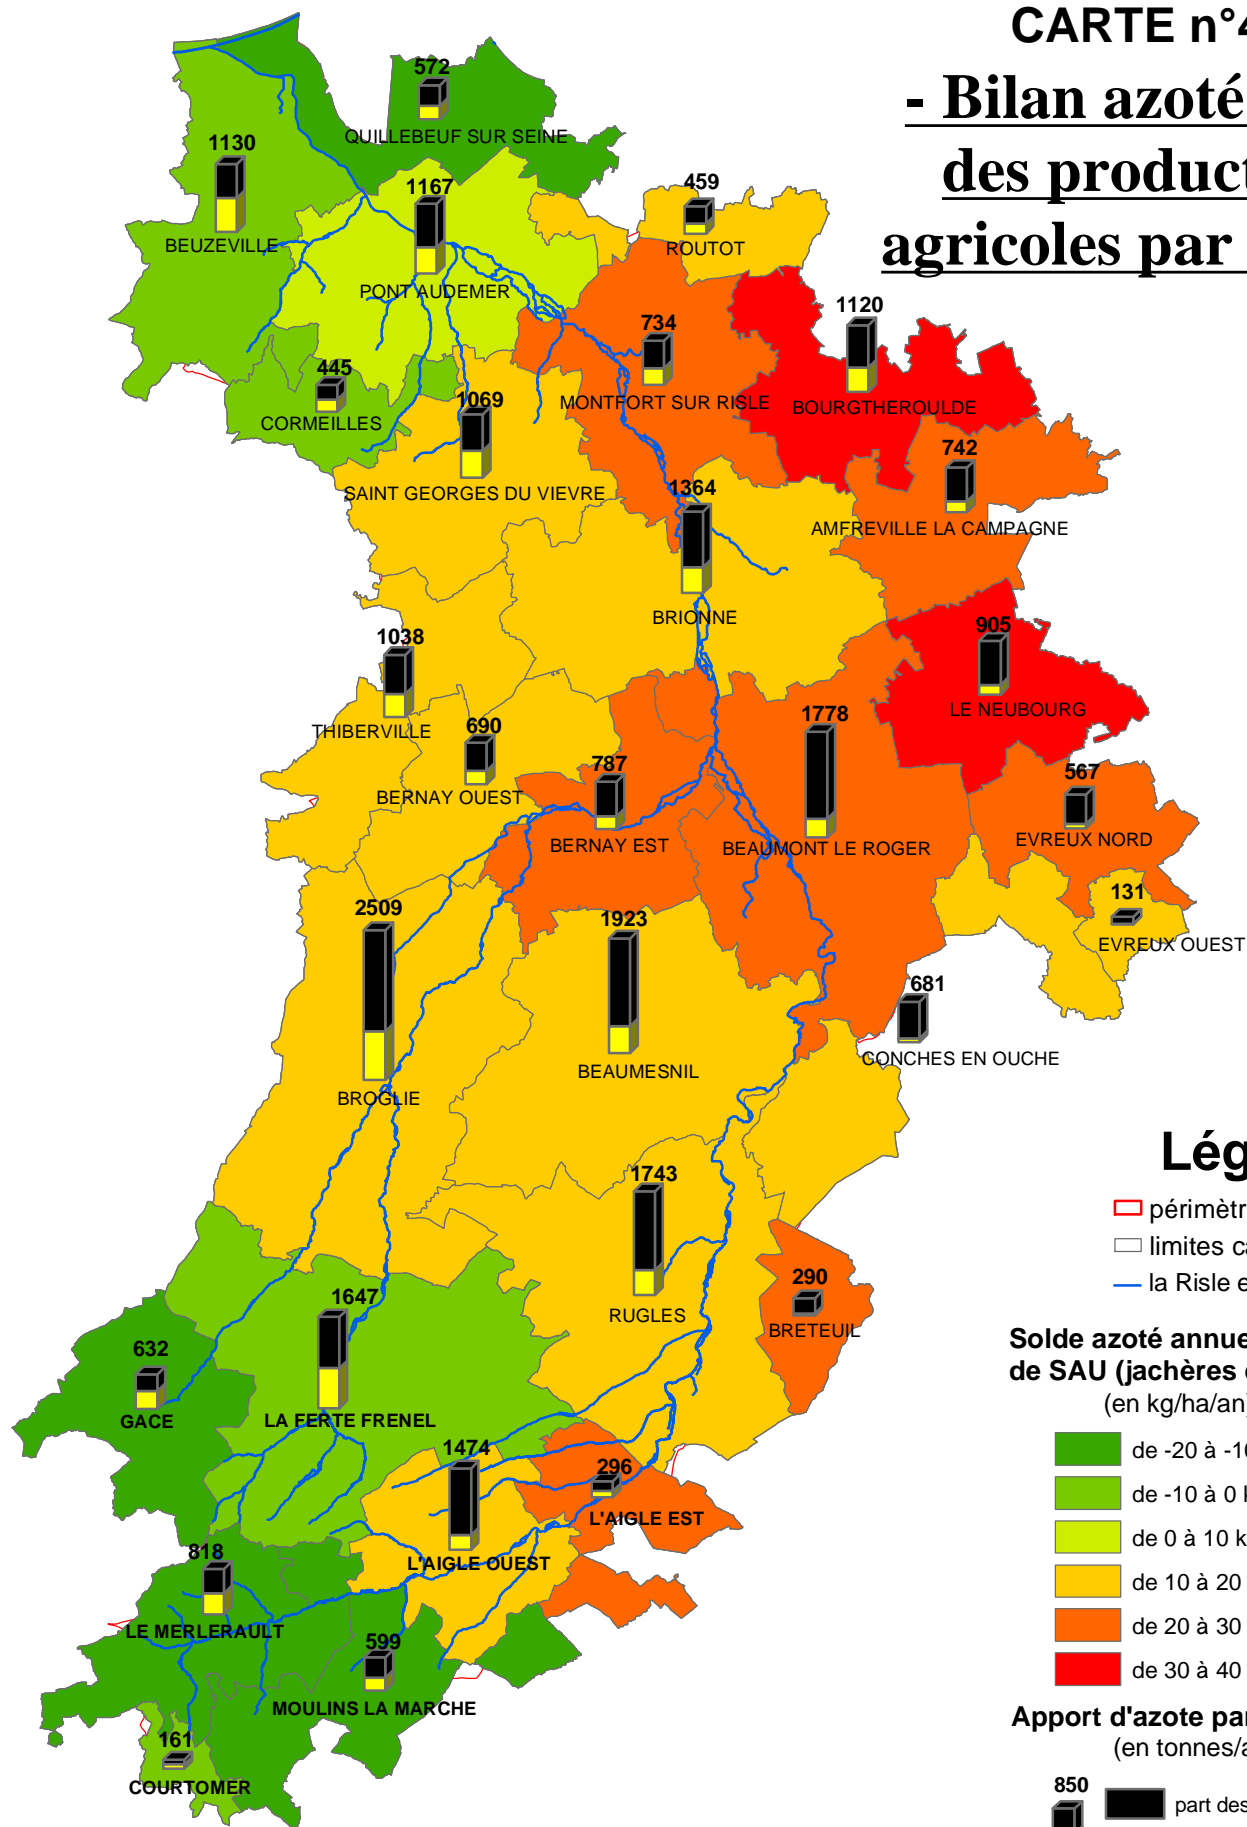 CARTE n°4
- Bilan azoté
des product
agricoles par
572
QUILLEBEUF SUR SEINE
1130
BEUZEVILLE
1167
PONT AUDEMER
459
ROUTOT
734
MONTFORT SUR RISLE
1120
BOURGTHEROULDE
445
CORMEILLES
1069
SAINT GEORGES DU VIEVRE
742
AMFREVILLE LA CAMPAGNE
1364
BRIONNE
905
LE NEUBOURG
1038
THIBERVILLE
690
BERNAY OUEST
787
BERNAY EST
1778
BEAUMONT LE ROGER
567
EVREUX NORD
131
EVREUX OUEST
2509
BROGLIE
1923
BEAUMESNIL
681
CONCHES EN OUCHE
1743
RUGLES
290
BRETEUIL
1647
LA FERTE FRENEL
632
GACE
1474
L'AIGLE OUEST
296
L'AIGLE EST
818
LE MERLERAULT
599
MOULINS LA MARCHE
161
COURTOMER
Lég
périmètr
limites ca
la Risle e
Solde azoté annue
de SAU (jachères
(en kg/ha/an)
de -20 à -10
de -10 à 0 k
de 0 à 10 k
de 10 à 20
de 20 à 30
de 30 à 40
Apport d'azote par
(en tonnes/a
850
part des